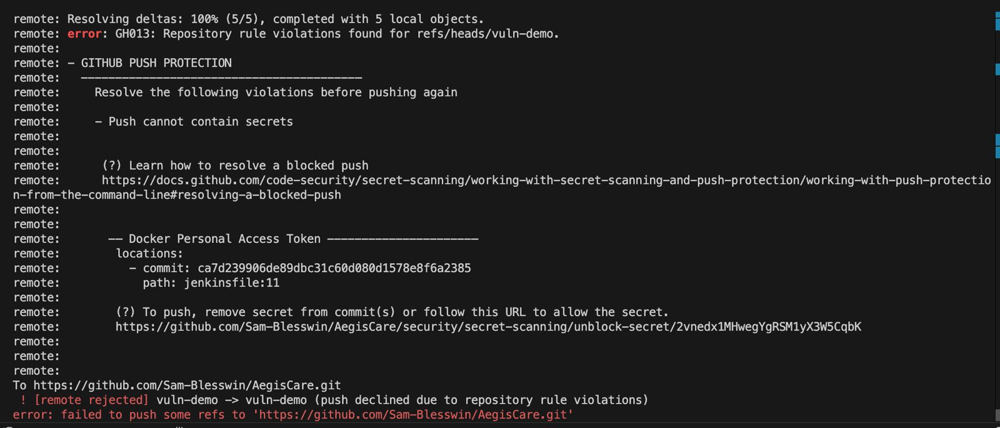 remote: Resolving deltas: 100% (5/5), completed with 5 local objects.
remote: error: GH013: Repository rule violations found for refs/heads/vuln-demo.
remote:
remote: - GITHUB PUSH PROTECTION
remote:   —————————————————————————————————————————
remote:     Resolve the following violations before pushing again
remote:
remote:     - Push cannot contain secrets
remote:
remote:
remote:      (?) Learn how to resolve a blocked push
remote:      https://docs.github.com/code-security/secret-scanning/working-with-secret-scanning-and-push-protection/working-with-push-protectio
n-from-the-command-line#resolving-a-blocked-push
remote:
remote:
remote:       —— Docker Personal Access Token ——————————————————————
remote:        locations:
remote:          - commit: ca7d239906de89dbc31c60d080d1578e8f6a2385
remote:            path: jenkinsfile:11
remote:
remote:        (?) To push, remove secret from commit(s) or follow this URL to allow the secret.
remote:        https://github.com/Sam-Blesswin/AegisCare/security/secret-scanning/unblock-secret/2vnedx1MHwegYgRSM1yX3W5CqbK
remote:
remote:
remote:
To https://github.com/Sam-Blesswin/AegisCare.git
 ! [remote rejected] vuln-demo -> vuln-demo (push declined due to repository rule violations)
error: failed to push some refs to 'https://github.com/Sam-Blesswin/AegisCare.git'